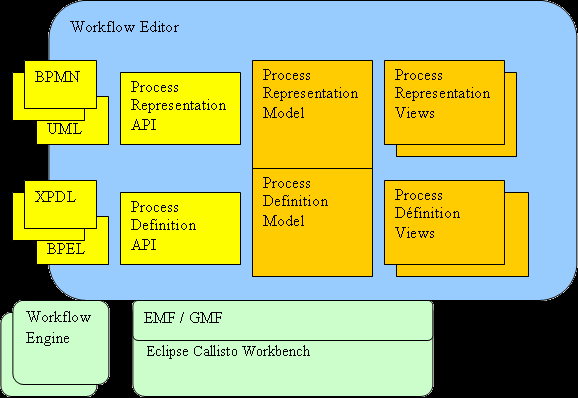 Workflow Editor
BPMN
UML
Process
Representation
API
Process
Representation
Model
Process
Representation
Views
XPDL
BPEL
Process
Definition
API
Process
Definition
Model
Process
Définition
Views
Workflow
Engine
EMF / GMF
Eclipse Callisto Workbench